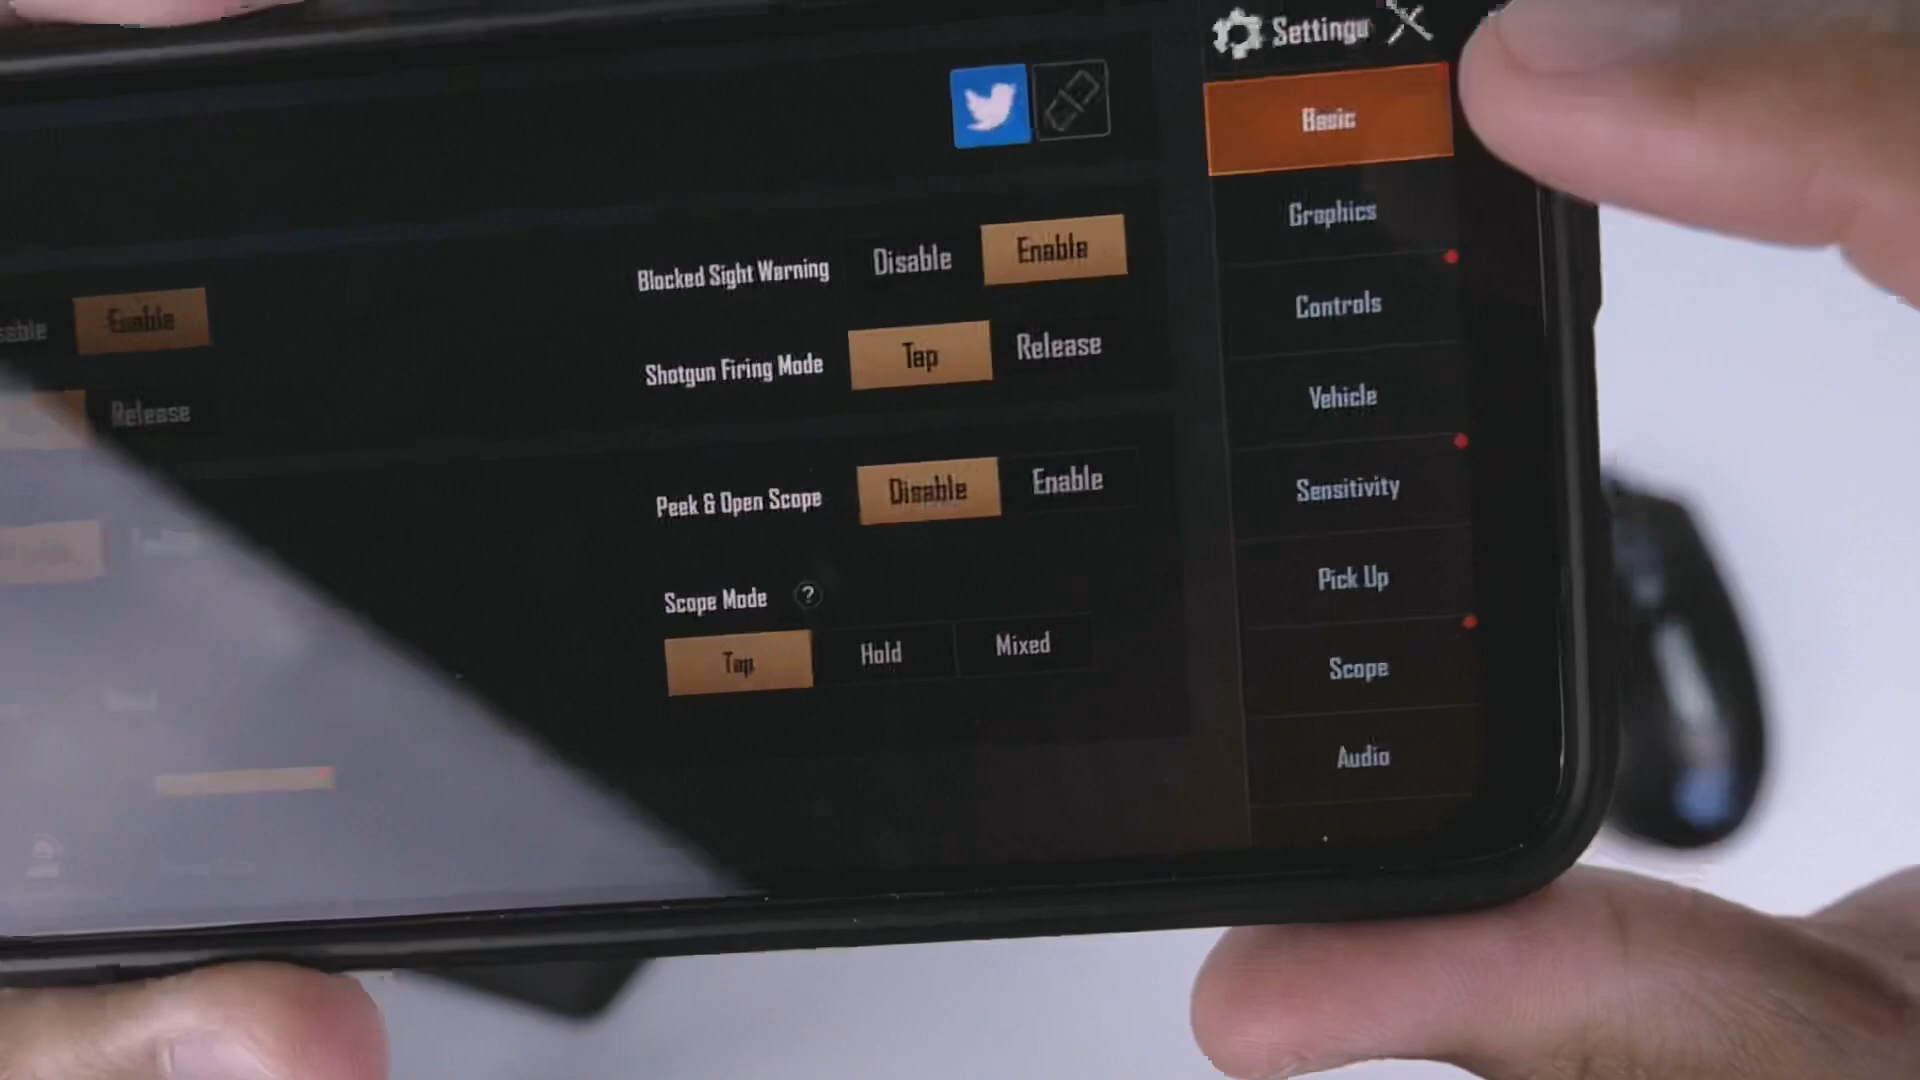 Settings
Basic
Graphics
Controls
Vehicle
Sensitivity
Pick Up
Scope
Audio
Blocked Sight Warning Disable Enable
Shotgun Firing Mode Tap Release
Peek & Open Scope Disable Enable
Scope Mode ?
Tap Hold Mixed
Enable
Release